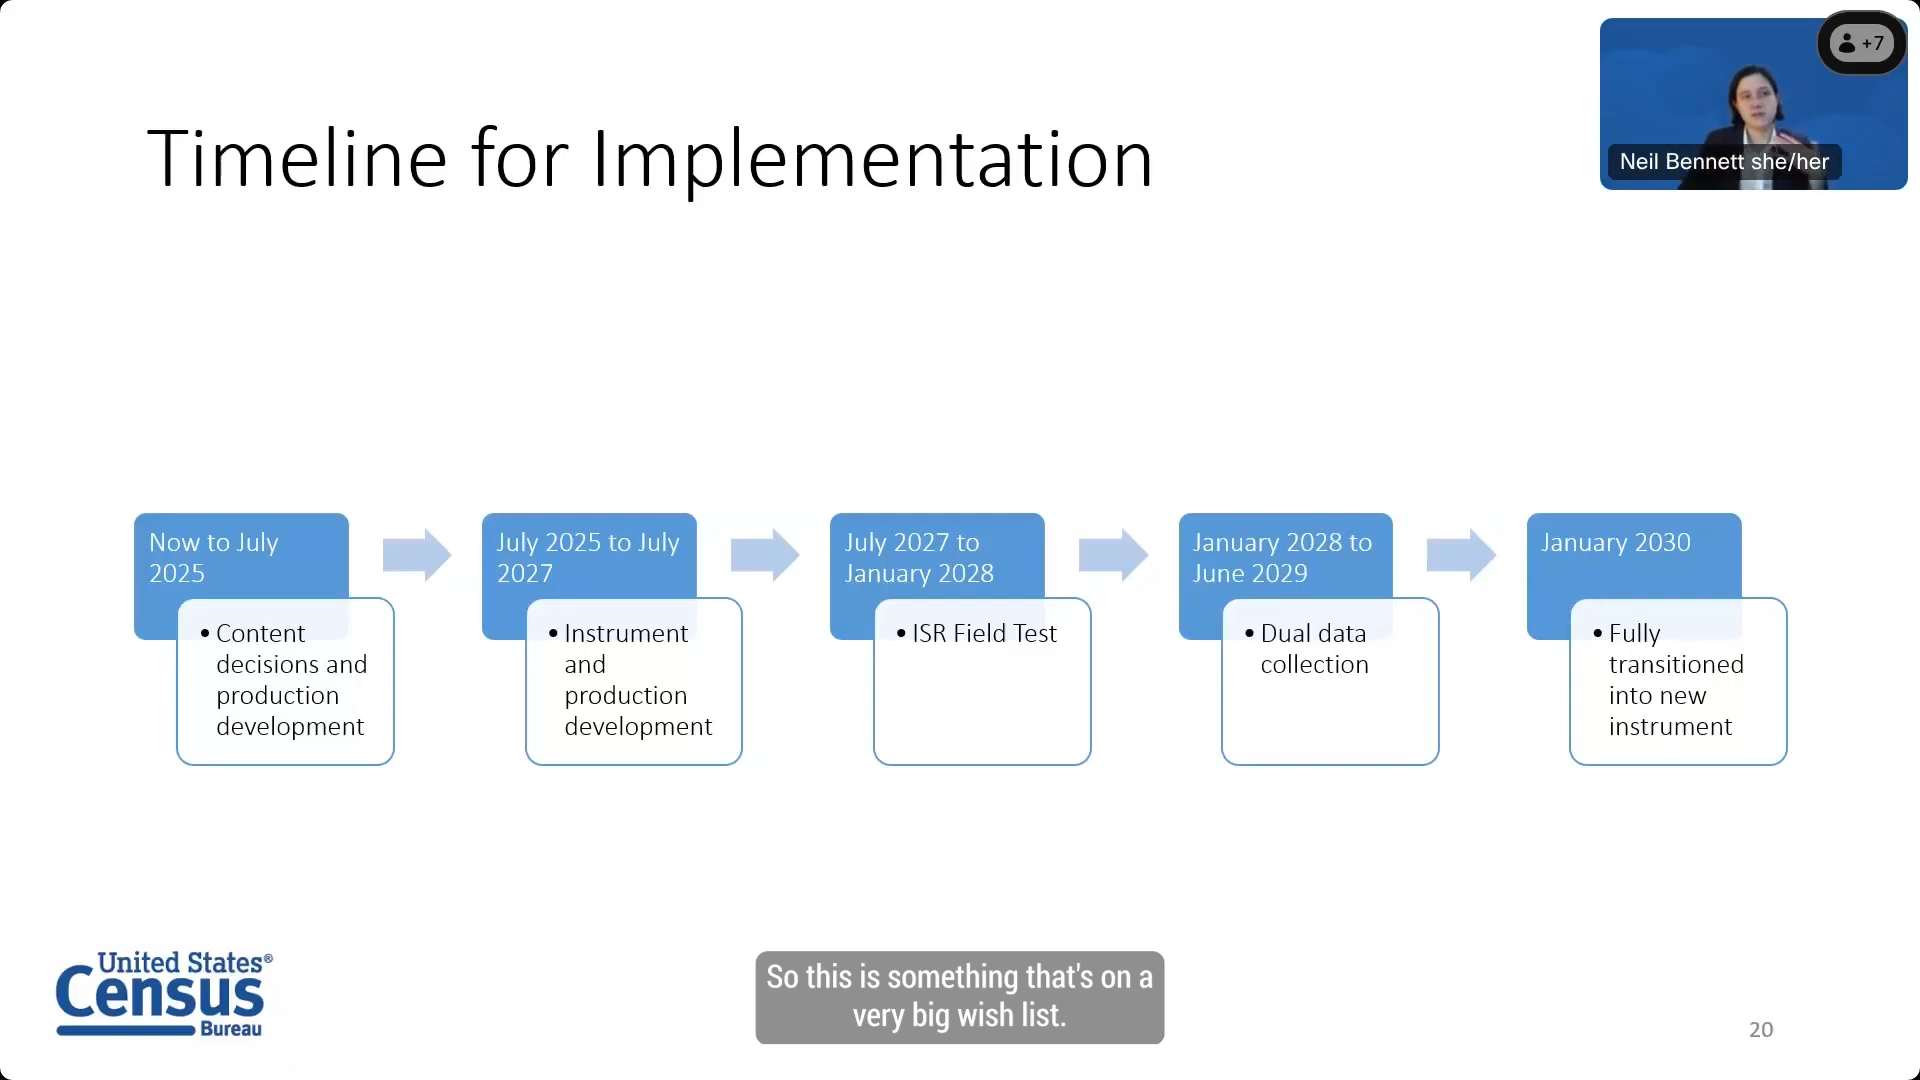 +7
Neil Bennett she/her
Timeline for Implementation
Now to July
2025
• Content
decisions and
production
development
July 2025 to July
2027
• Instrument
and
production
development
July 2027 to
January 2028
• ISR Field Test
January 2028 to
June 2029
• Dual data
collection
January 2030
• Fully
transitioned
into new
instrument
United States®
Census
Bureau
So this is something that's on a
very big wish list.
20